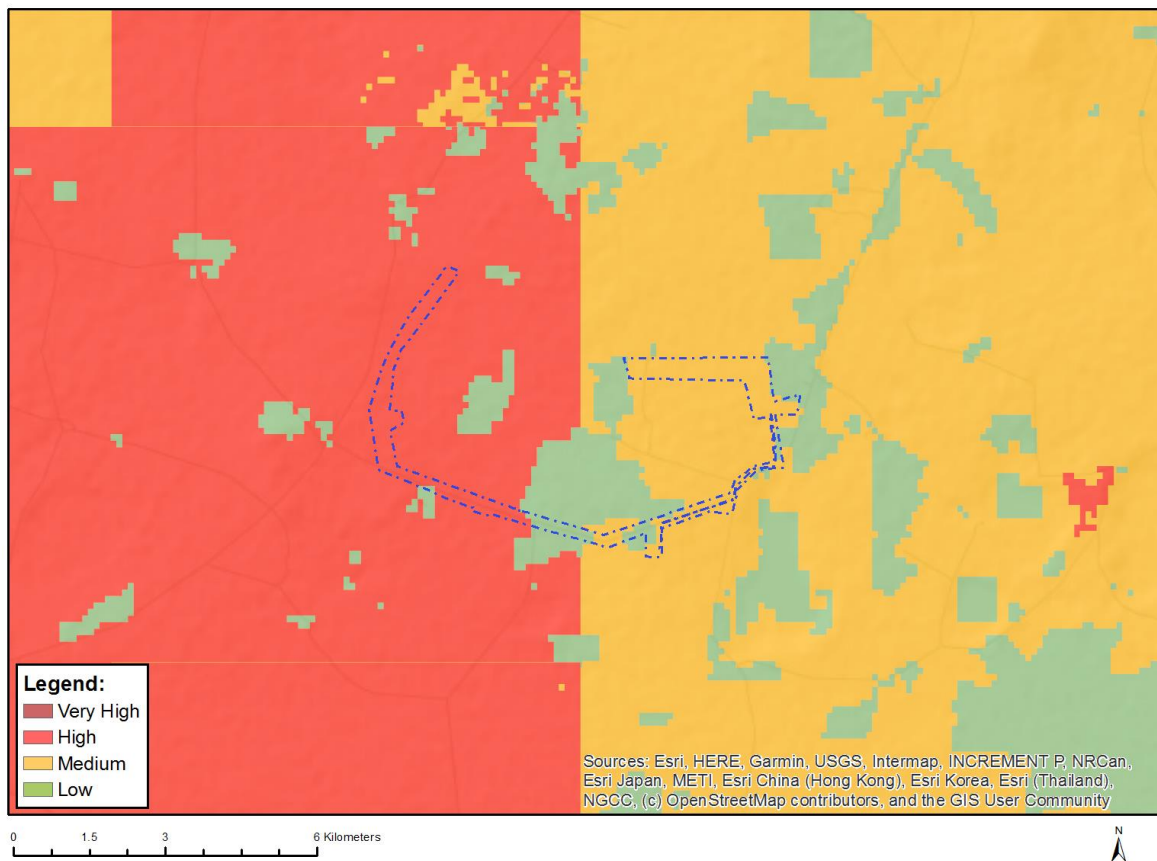 Legend:
Very High
High
Medium
Low
Sources: Esri, HERE, Garmin, USGS, Intermap, INCREMENT P, NRCan,
Esri Japan, METI, Esri China (Hong Kong), Esri Korea, Esri (Thailand),
NGCC, (c) OpenStreetMap contributors, and the GIS User Community
0 1.5 3 6 Kilometers
N